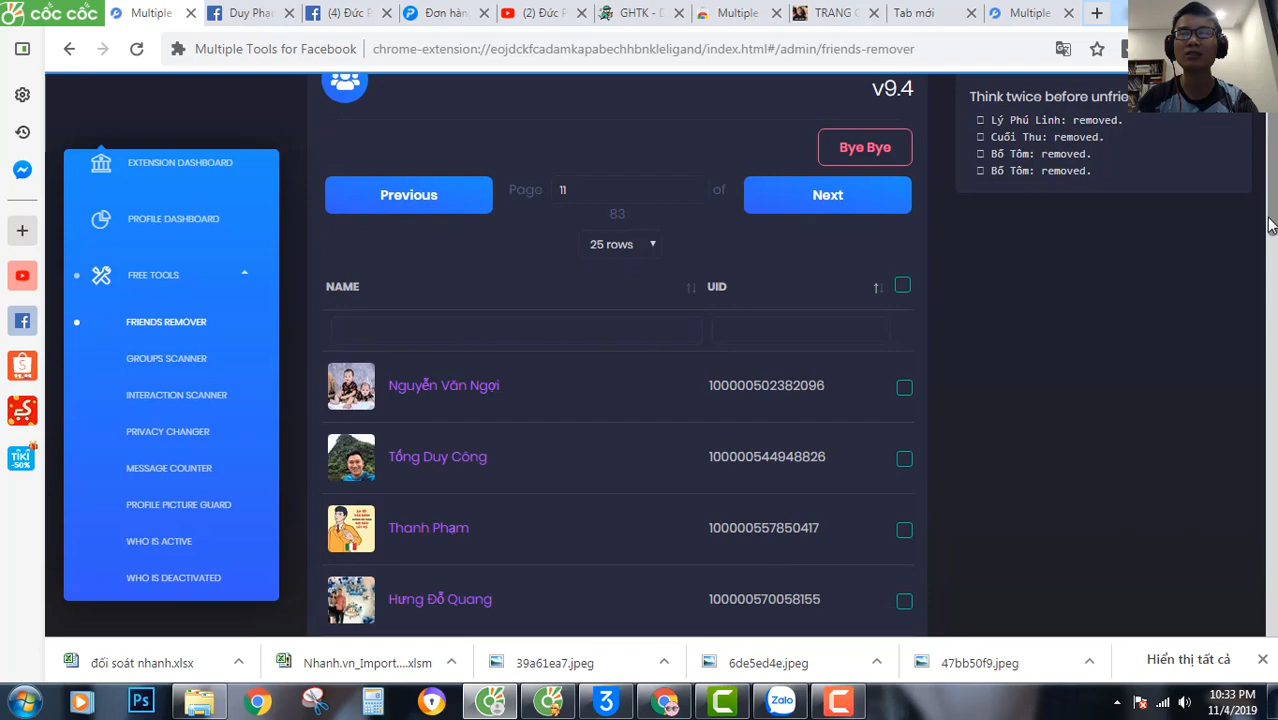 cốc cốc
Multiple
Duy Phạ
(4) Đức P
Đơn hàn
(2) Đức
GHTK - D
Multiple
TRANG C
Tab mới
Multiple
Multiple Tools for Facebook
chrome-extension://eojdckfcadamkapabechhbnkleligand/index.html#/admin/friends-remover
v9.4
Think twice before unfrie
Lý Phú Linh: removed.
Cuối Thu: removed.
Bố Tôm: removed.
Bố Tôm: removed.
Bye Bye
EXTENSION DASHBOARD
PROFILE DASHBOARD
FREE TOOLS
FRIENDS REMOVER
GROUPS SCANNER
INTERACTION SCANNER
PRIVACY CHANGER
MESSAGE COUNTER
PROFILE PICTURE GUARD
WHO IS ACTIVE
WHO IS DEACTIVATED
Previous
Page
11
of
Next
83
25 rows
NAME
UID
Nguyễn Văn Ngợi
100000502382096
Tống Duy Công
100000544948826
Thanh Phạm
100000557850417
Hưng Đỗ Quang
100000570058155
TIKI
-50%
đối soát nhanh.xlsx
Nhanh.vn_Import....xlsm
39a61ea7.jpeg
6de5ed4e.jpeg
47bb50f9.jpeg
Hiển thị tất cả
Ps
3
C
Zalo
C
10:33 PM
11/4/2019